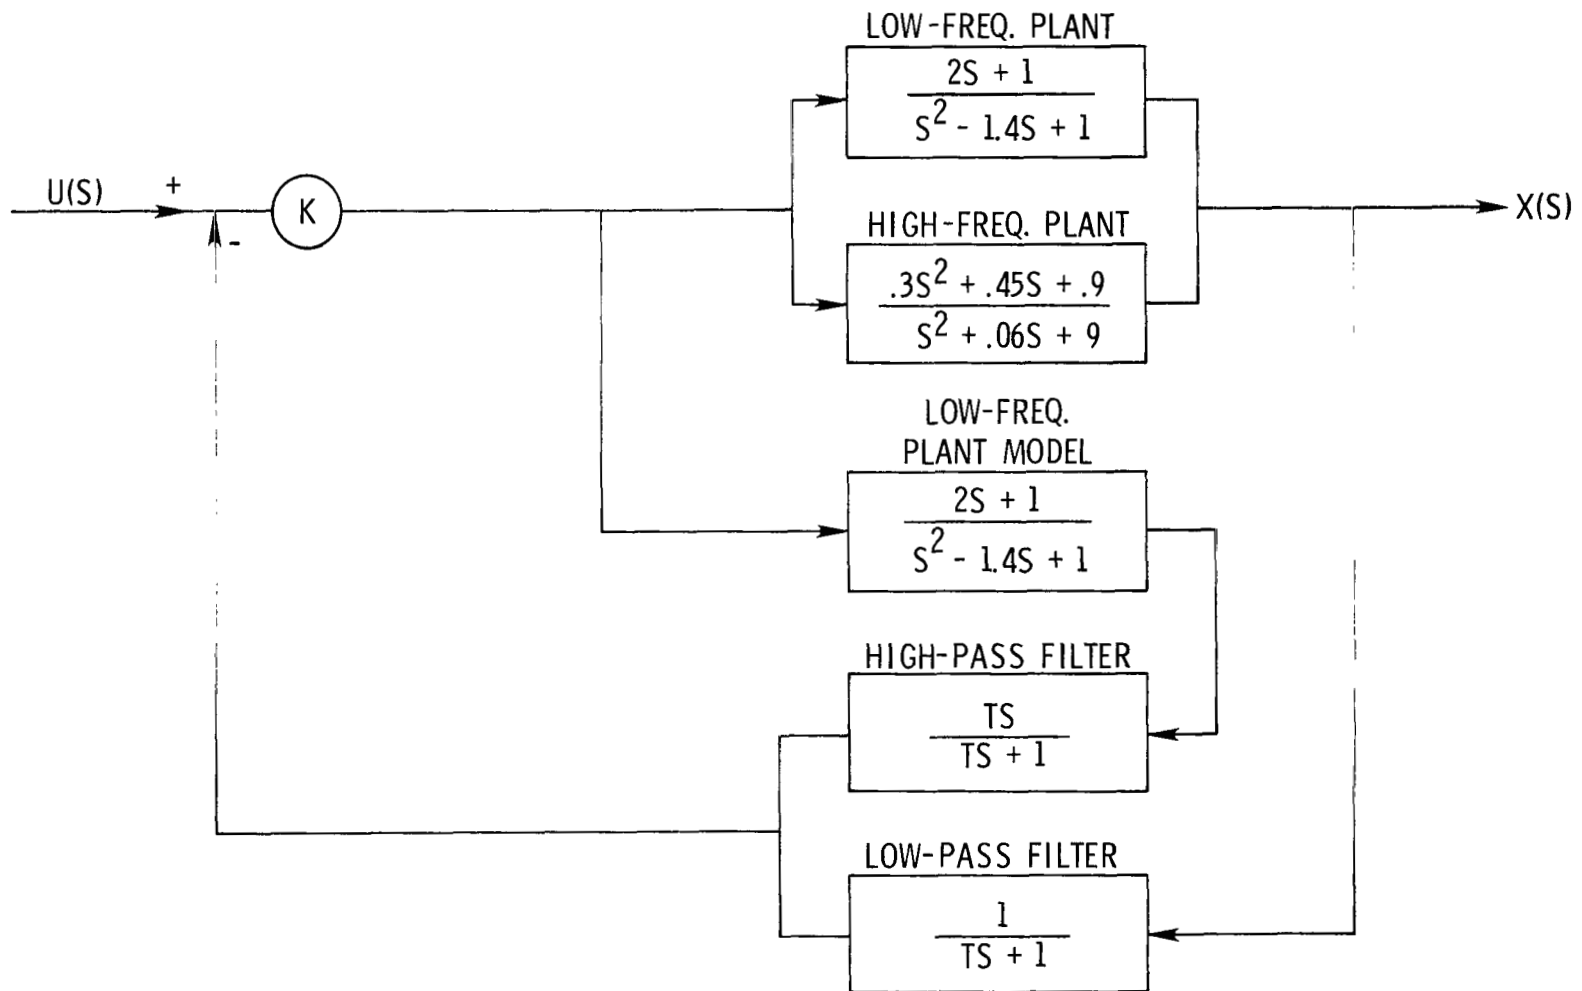 LOW-FREQ. PLANT
2S + 1
S² - 1.4S + 1
U(S)
+
-
K
X(S)
HIGH-FREQ. PLANT
.3S² + .45S + .9
S² + .06S + 9
LOW-FREQ.
PLANT MODEL
2S + 1
S² - 1.4S + 1
HIGH-PASS FILTER
TS
TS + 1
LOW-PASS FILTER
1
TS + 1